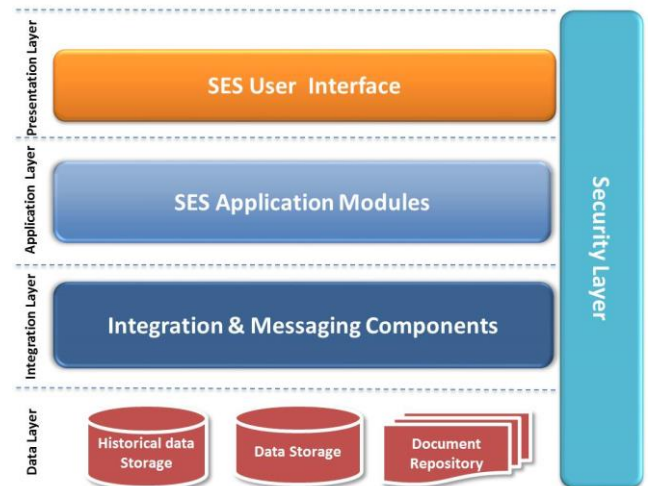 Presentation Layer
SES User Interface
Application Layer
SES Application Modules
Integration Layer
Integration & Messaging Components
Data Layer
Historical data
Storage
Data Storage
Document
Repository
Security Layer